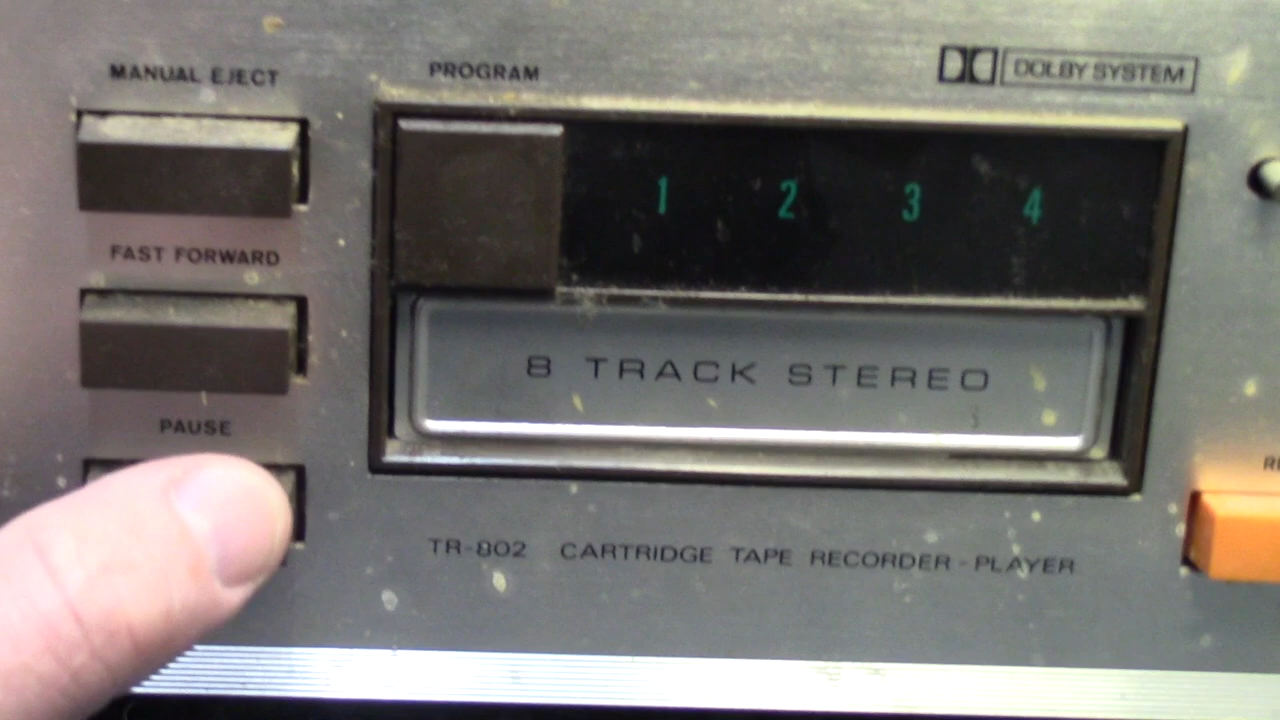 MANUAL EJECT
PROGRAM
DOLBY SYSTEM
1 2 3 4
FAST FORWARD
8 TRACK STEREO
PAUSE
TR-802 CARTRIDGE TAPE RECORDER-PLAYER